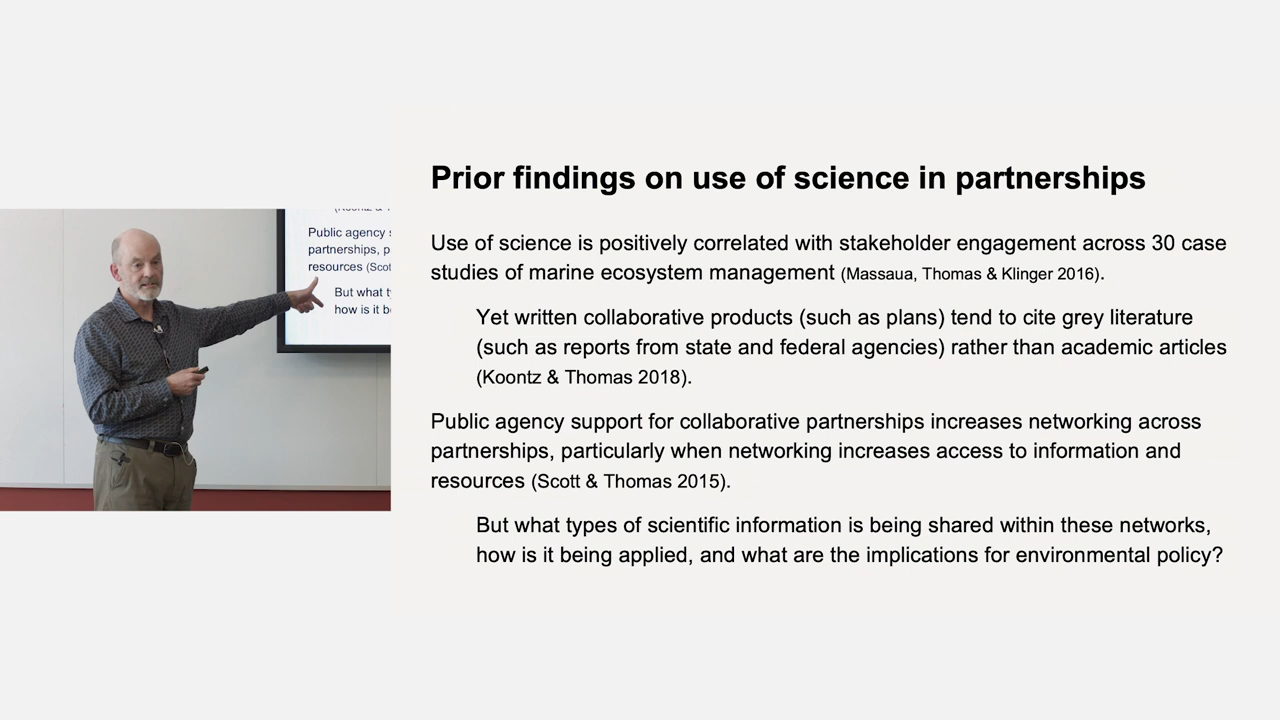 Prior findings on use of science in partnerships
Use of science is positively correlated with stakeholder engagement across 30 case
studies of marine ecosystem management (Massaua, Thomas & Klinger 2016).
Yet written collaborative products (such as plans) tend to cite grey literature
(such as reports from state and federal agencies) rather than academic articles
(Koontz & Thomas 2018).
Public agency support for collaborative partnerships increases networking across
partnerships, particularly when networking increases access to information and
resources (Scott & Thomas 2015).
But what types of scientific information is being shared within these networks,
how is it being applied, and what are the implications for environmental policy?
Public agency
partnerships, p
resources (Scot
But what
how is it b